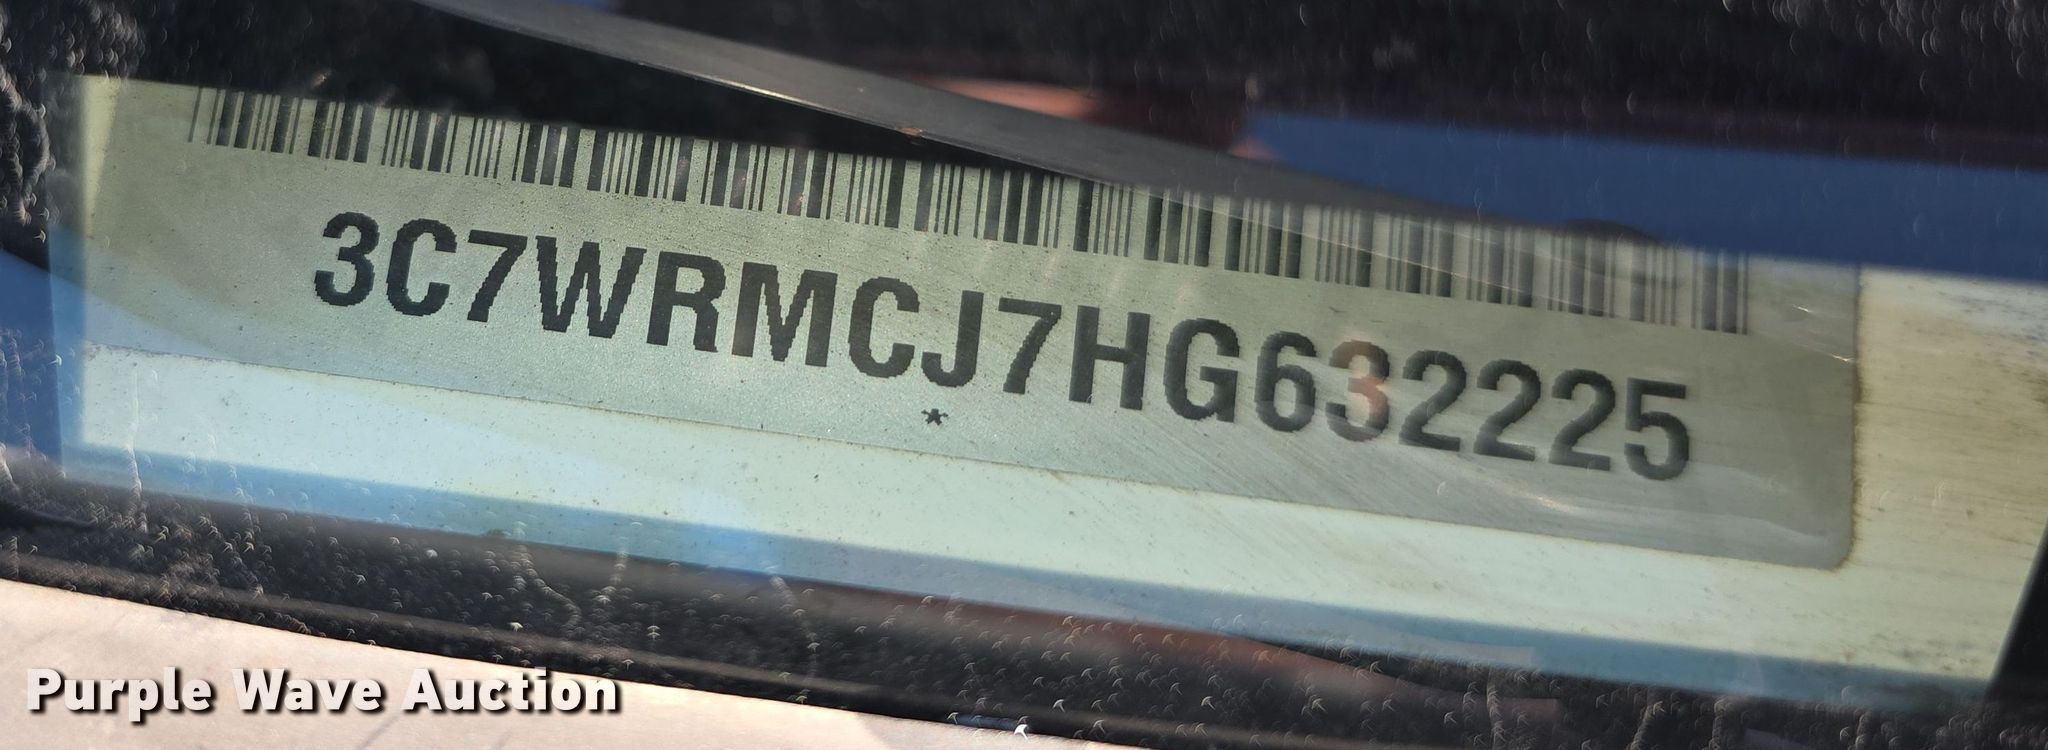 3C7WRMCJ7HG632225
*
Purple Wave Auction